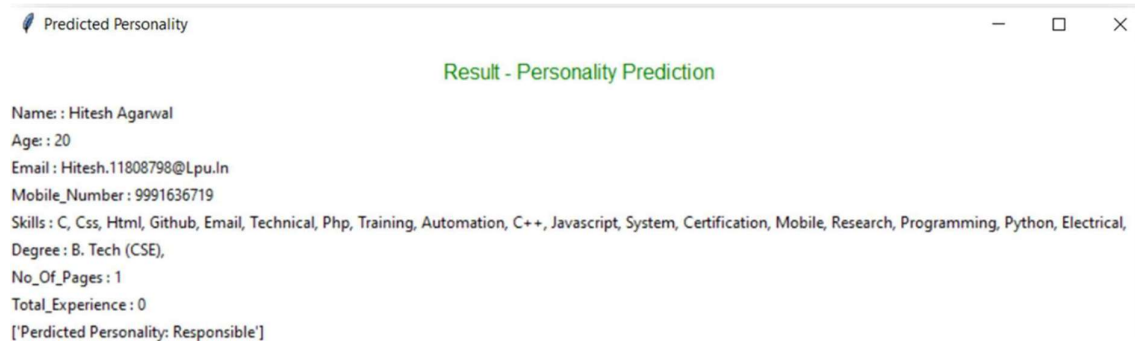 Predicted Personality
Result - Personality Prediction
Name: : Hitesh Agarwal
Age: : 20
Email : Hitesh.11808798@Lpu.In
Mobile_Number : 9991636719
Skills : C, Css, Html, Github, Email, Technical, Php, Training, Automation, C++, Javascript, System, Certification, Mobile, Research, Programming, Python, Electrical,
Degree : B. Tech (CSE),
No_Of_Pages : 1
Total_Experience : 0
['Perdicted Personality: Responsible']